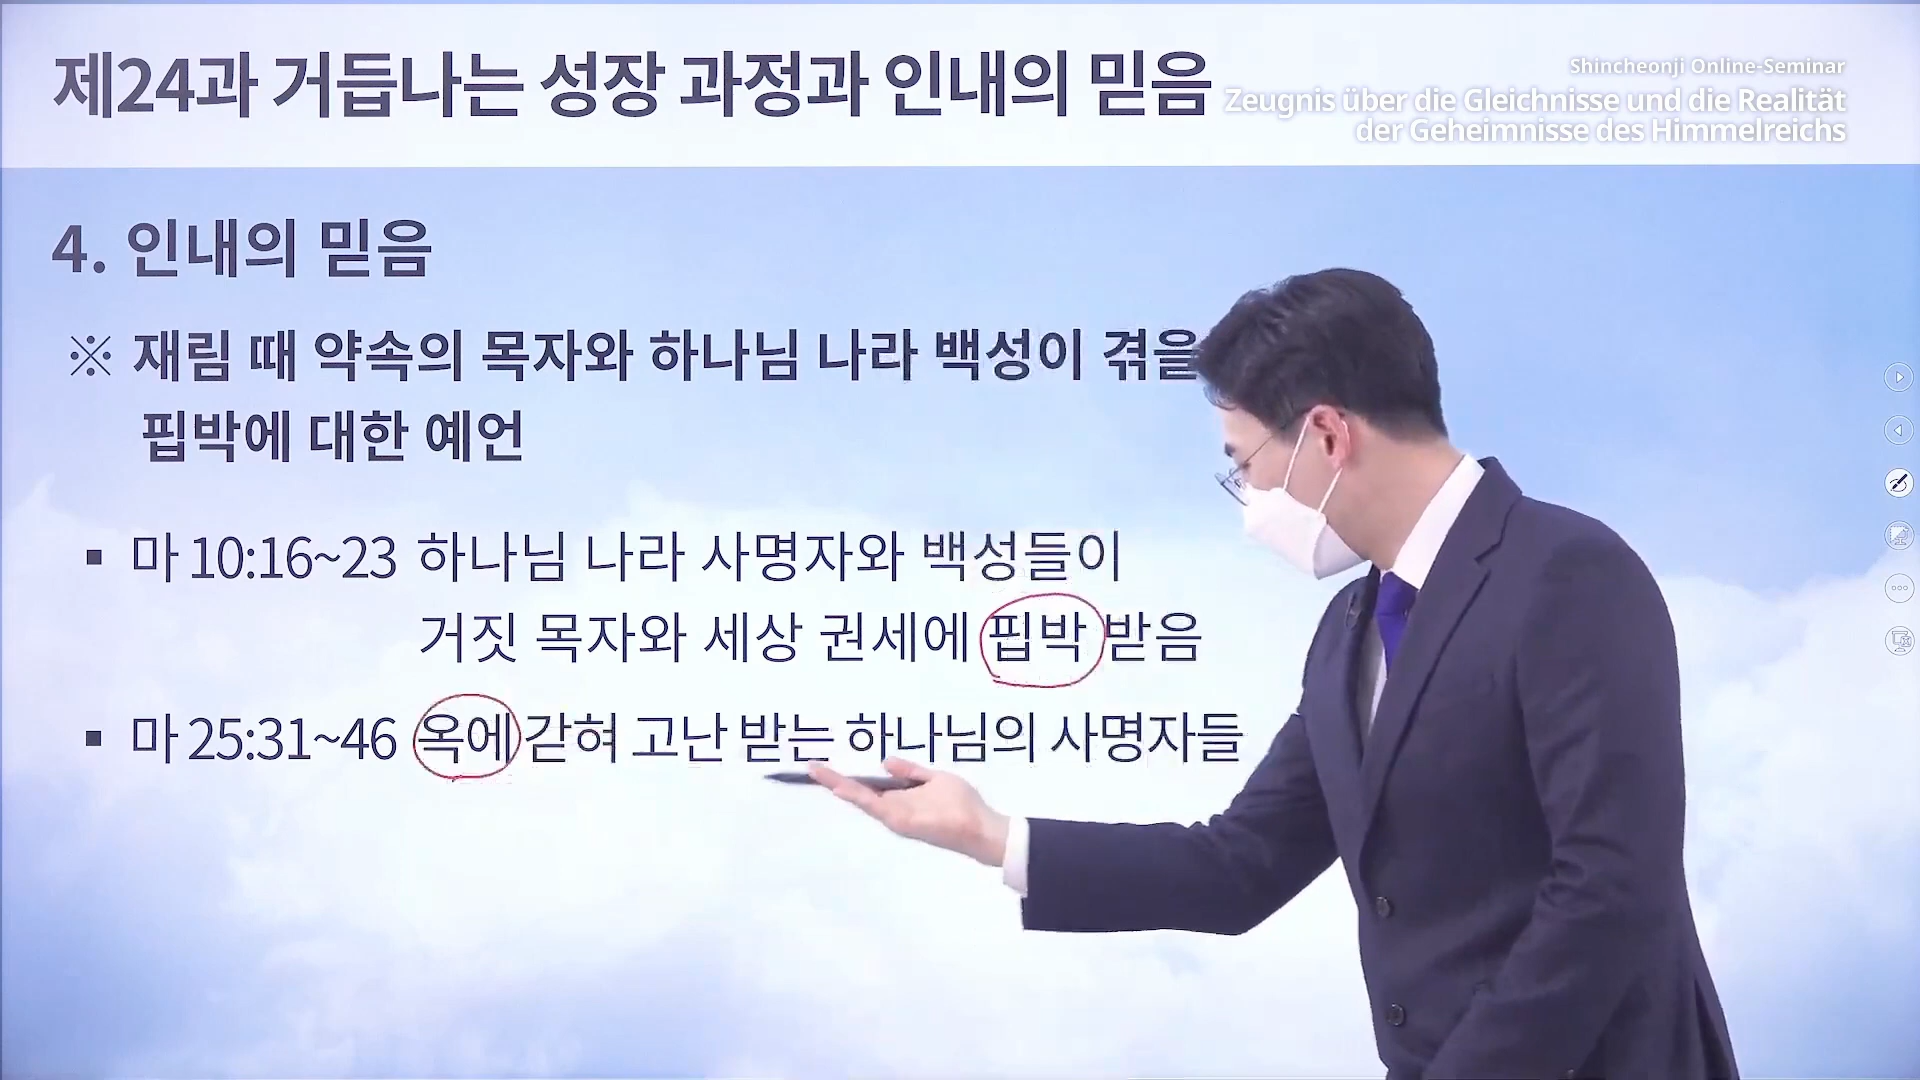 제24과 거듭나는 성장 과정과 인내의 믿음
Shincheonji Online-Seminar
Zeugnis über die Gleichnisse und die Realität
der Geheimnisse des Himmelreichs
4. 인내의 믿음
※ 재림 때 약속의 목자와 하나님 나라 백성이 겪을
핍박에 대한 예언
▪ 마 10:16~23 하나님 나라 사명자와 백성들이
거짓 목자와 세상 권세에 핍박 받음
▪ 마 25:31~46 옥에 갇혀 고난 받는 하나님의 사명자들